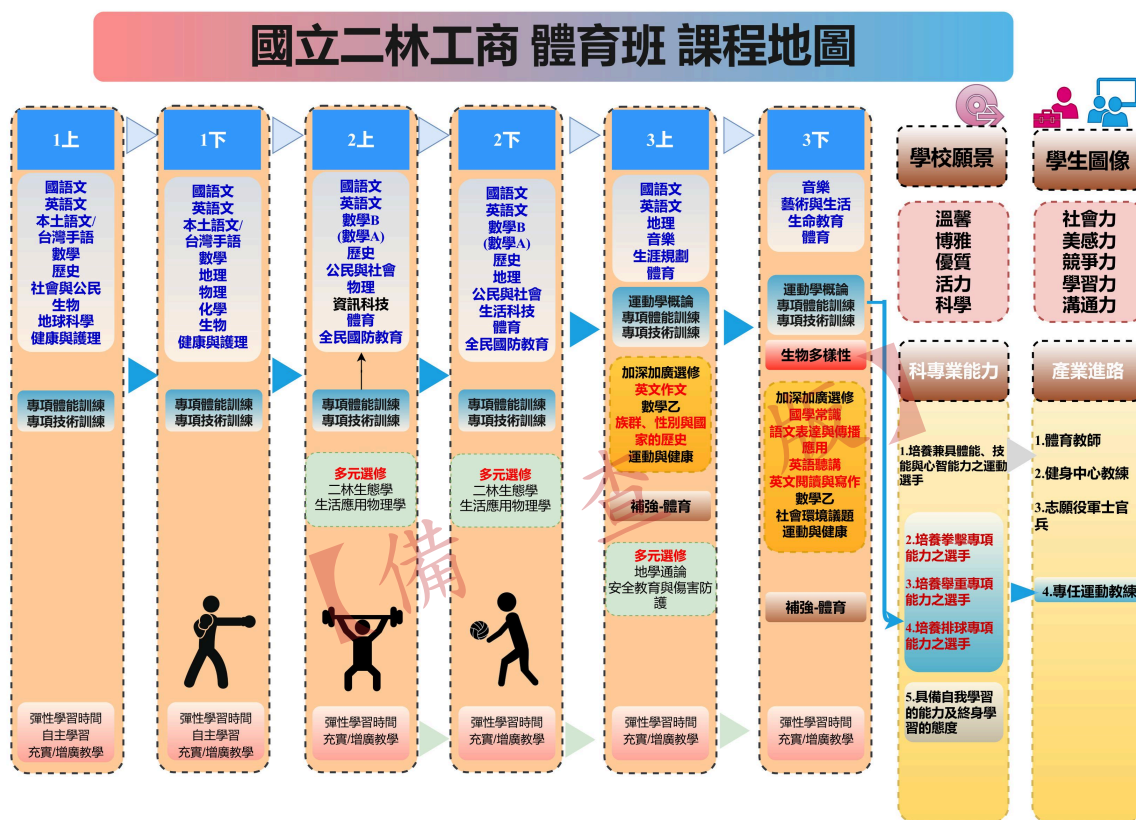 國立二林工商 體育班 課程地圖
1上
國語文
英語文
本土語文/
台灣手語
數學
歷史
社會與公民
生物
地球科學
健康與護理
專項體能訓練
專項技術訓練
彈性學習時間
自主學習
充實/增廣教學
1下
國語文
英語文
本土語文/
台灣手語
數學
地理
物理
化學
生物
健康與護理
專項體能訓練
專項技術訓練
彈性學習時間
自主學習
充實/增廣教學
2上
國語文
英語文
數學B
(數學A)
歷史
公民與社會
物理
資訊科技
體育
全民國防教育
專項體能訓練
專項技術訓練
多元選修
二林生態學
生活應用物理學
彈性學習時間
充實/增廣教學
2下
國語文
英語文
數學B
(數學A)
歷史
地理
公民與社會
生活科技
體育
全民國防教育
專項體能訓練
專項技術訓練
多元選修
二林生態學
生活應用物理學
彈性學習時間
充實/增廣教學
3上
國語文
英語文
地理
音樂
生涯規劃
體育
運動學概論
專項體能訓練
專項技術訓練
加深加廣選修
英文作文
數學乙
族群、性別與國
家的歷史
運動與健康
補強-體育
多元選修
地學通論
安全教育與傷害防
護
彈性學習時間
充實/增廣教學
3下
音樂
藝術與生活
生命教育
體育
運動學概論
專項體能訓練
專項技術訓練
生物多樣性
加深加廣選修
國學常識
語文表達與傳播
應用
英語聽講
英文閱讀與寫作
數學乙
社會環境議題
運動與健康
補強-體育
彈性學習時間
充實/增廣教學
學校願景
溫馨
博雅
優質
活力
科學
學生圖像
社會力
美感力
競爭力
學習力
溝通力
科專業能力
1.培養兼具體能、技
能與心智能力之運動
選手
2.培養拳擊專項
能力之選手
3.培養舉重專項
能力之選手
4.培養排球專項
能力之選手
5.具備自我學習
的能力及終身學
習的態度
產業進路
1.體育教師
2.健身中心教練
3.志願役軍士官
兵
4.專任運動教練
【備查版】